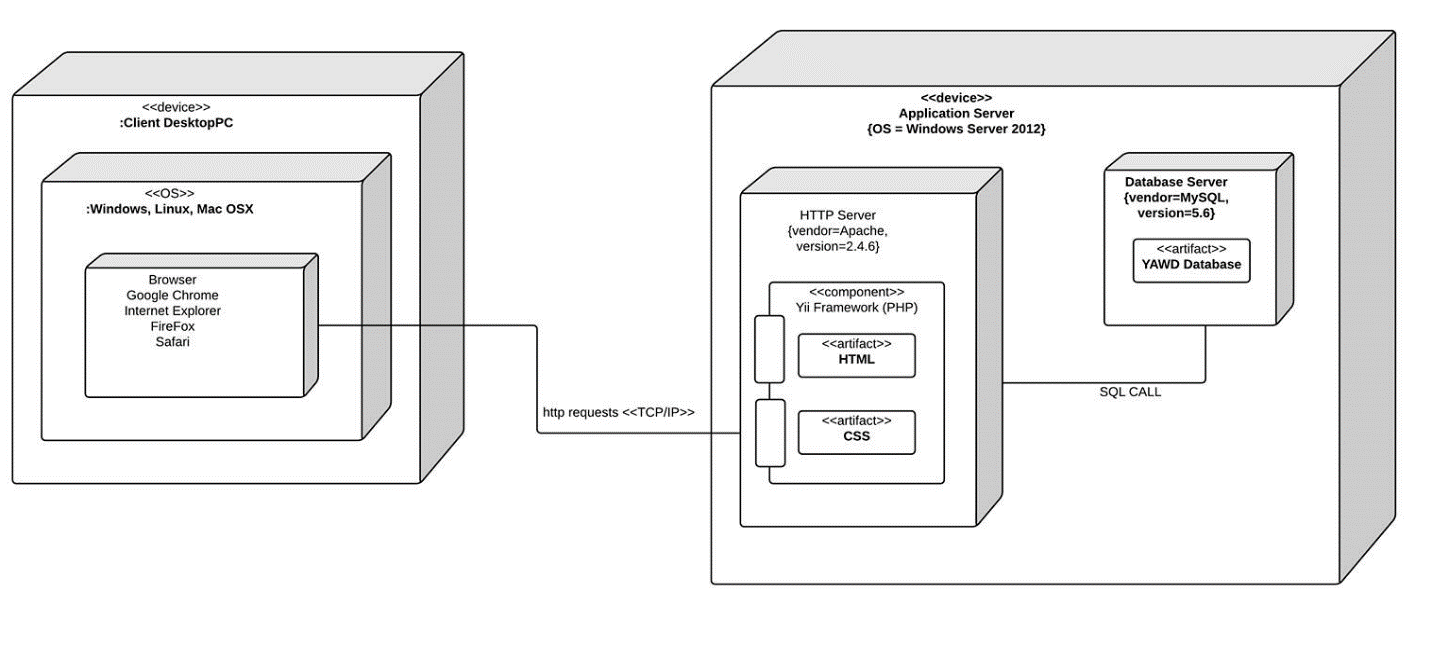 <<device>>
:Client DesktopPC
<<OS>>
:Windows, Linux, Mac OSX
Browser
Google Chrome
Internet Explorer
FireFox
Safari
http requests <<TCP/IP>>
<<device>>
Application Server
{OS = Windows Server 2012}
HTTP Server
{vendor=Apache,
version=2.4.6}
<<component>>
Yii Framework (PHP)
<<artifact>>
HTML
<<artifact>>
CSS
Database Server
{vendor=MySQL,
version=5.6}
<<artifact>>
YAWD Database
SQL CALL